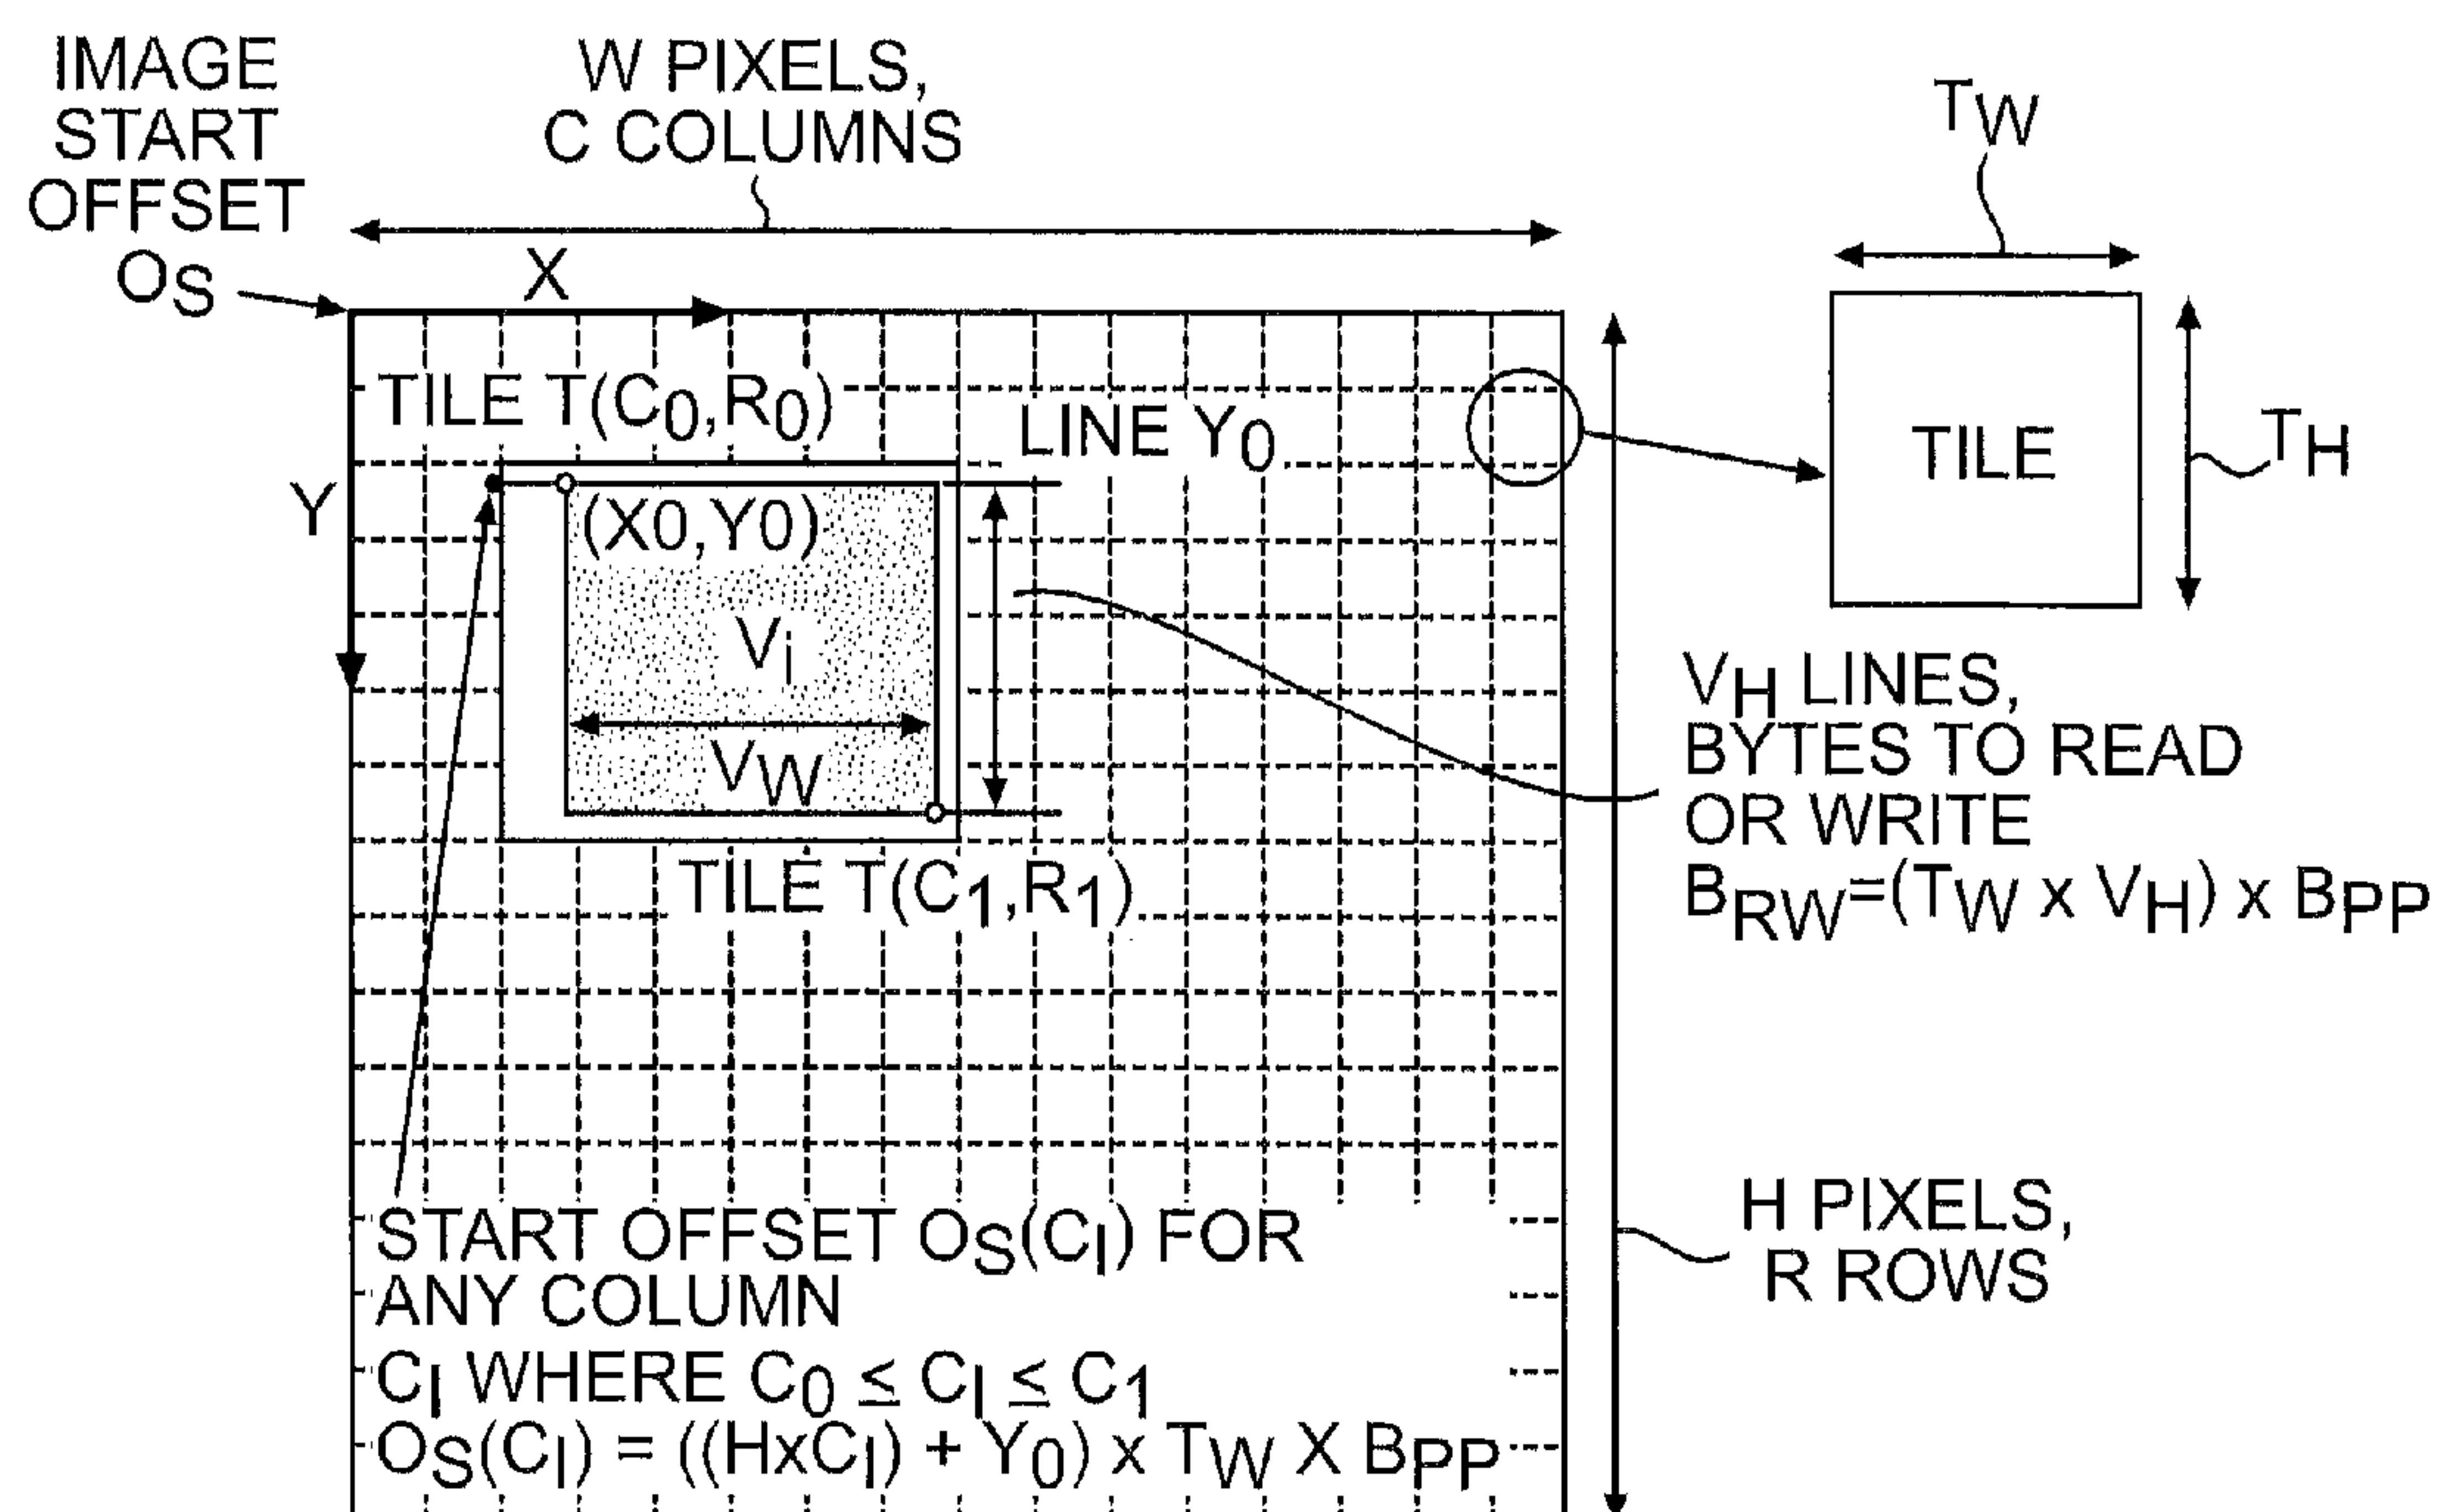 IMAGE
START
OFFSET
OS
W PIXELS,
C COLUMNS
X
Y
TW
TILE
TH
TILE T(C0,R0)
LINE Y0
(X0,Y0)
Vi
VW
TILE T(C1,R1)
VH LINES,
BYTES TO READ
OR WRITE
BRW=(TW x VH) x BPP
H PIXELS,
R ROWS
START OFFSET OS(CI) FOR
ANY COLUMN
CI WHERE C0 ≤ CI ≤ C1
OS(CI) = ((HxCI) + Y0) x TW X BPP